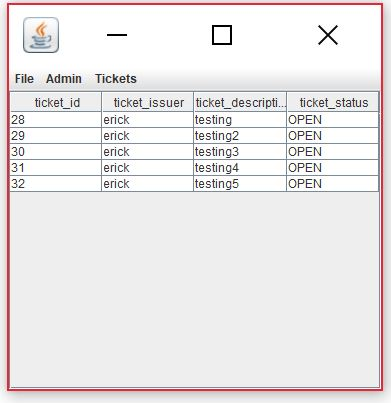 File Admin Tickets
ticket_id ticket_issuer ticket_descripti... ticket_status
28 erick testing OPEN
29 erick testing2 OPEN
30 erick testing3 OPEN
31 erick testing4 OPEN
32 erick testing5 OPEN